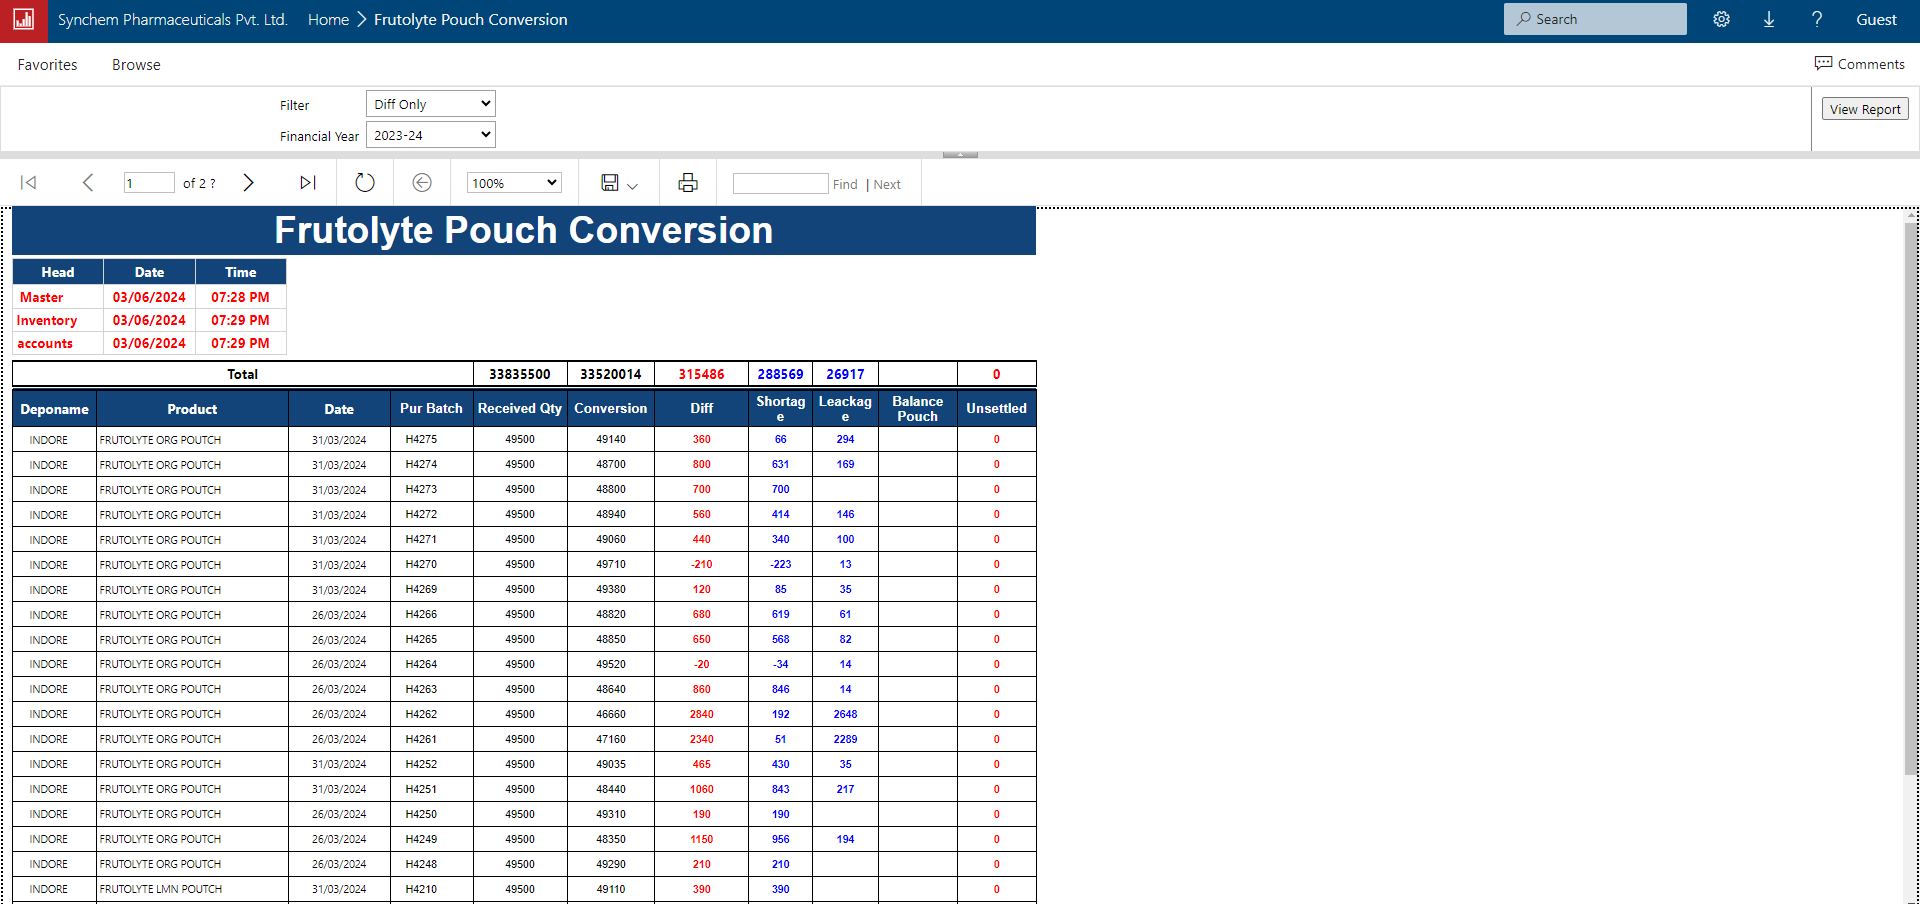 Synchem Pharmaceuticals Pvt. Ltd. Home > Frutolyte Pouch Conversion Search ? Guest
Favorites Browse Comments
Filter Diff Only View Report
Financial Year 2023-24
1 of 2 ? 100% Find | Next
Frutolyte Pouch Conversion
Head Date Time
Master 03/06/2024 07:28 PM
Inventory 03/06/2024 07:29 PM
accounts 03/06/2024 07:29 PM
Total 33835500 33520014 315486 288569 26917 0
Deponame Product Date Pur Batch Received Qty Conversion Diff Shortag e Leackag e Balance Pouch Unsettled
INDORE FRUTOLYTE ORG POUTCH 31/03/2024 H4275 49500 49140 360 66 294 0
INDORE FRUTOLYTE ORG POUTCH 31/03/2024 H4274 49500 48700 800 631 169 0
INDORE FRUTOLYTE ORG POUTCH 31/03/2024 H4273 49500 48800 700 700 0
INDORE FRUTOLYTE ORG POUTCH 31/03/2024 H4272 49500 48940 560 414 146 0
INDORE FRUTOLYTE ORG POUTCH 31/03/2024 H4271 49500 49060 440 340 100 0
INDORE FRUTOLYTE ORG POUTCH 31/03/2024 H4270 49500 49710 -210 -223 13 0
INDORE FRUTOLYTE ORG POUTCH 31/03/2024 H4269 49500 49380 120 85 35 0
INDORE FRUTOLYTE ORG POUTCH 26/03/2024 H4266 49500 48820 680 619 61 0
INDORE FRUTOLYTE ORG POUTCH 26/03/2024 H4265 49500 48850 650 568 82 0
INDORE FRUTOLYTE ORG POUTCH 26/03/2024 H4264 49500 49520 -20 -34 14 0
INDORE FRUTOLYTE ORG POUTCH 26/03/2024 H4263 49500 48640 860 846 14 0
INDORE FRUTOLYTE ORG POUTCH 26/03/2024 H4262 49500 46660 2840 192 2648 0
INDORE FRUTOLYTE ORG POUTCH 26/03/2024 H4261 49500 47160 2340 51 2289 0
INDORE FRUTOLYTE ORG POUTCH 31/03/2024 H4252 49500 49035 465 430 35 0
INDORE FRUTOLYTE ORG POUTCH 31/03/2024 H4251 49500 48440 1060 843 217 0
INDORE FRUTOLYTE ORG POUTCH 26/03/2024 H4250 49500 49310 190 190 0
INDORE FRUTOLYTE ORG POUTCH 26/03/2024 H4249 49500 48350 1150 956 194 0
INDORE FRUTOLYTE ORG POUTCH 26/03/2024 H4248 49500 49290 210 210 0
INDORE FRUTOLYTE LMN POUTCH 31/03/2024 H4210 49500 49110 390 390 0